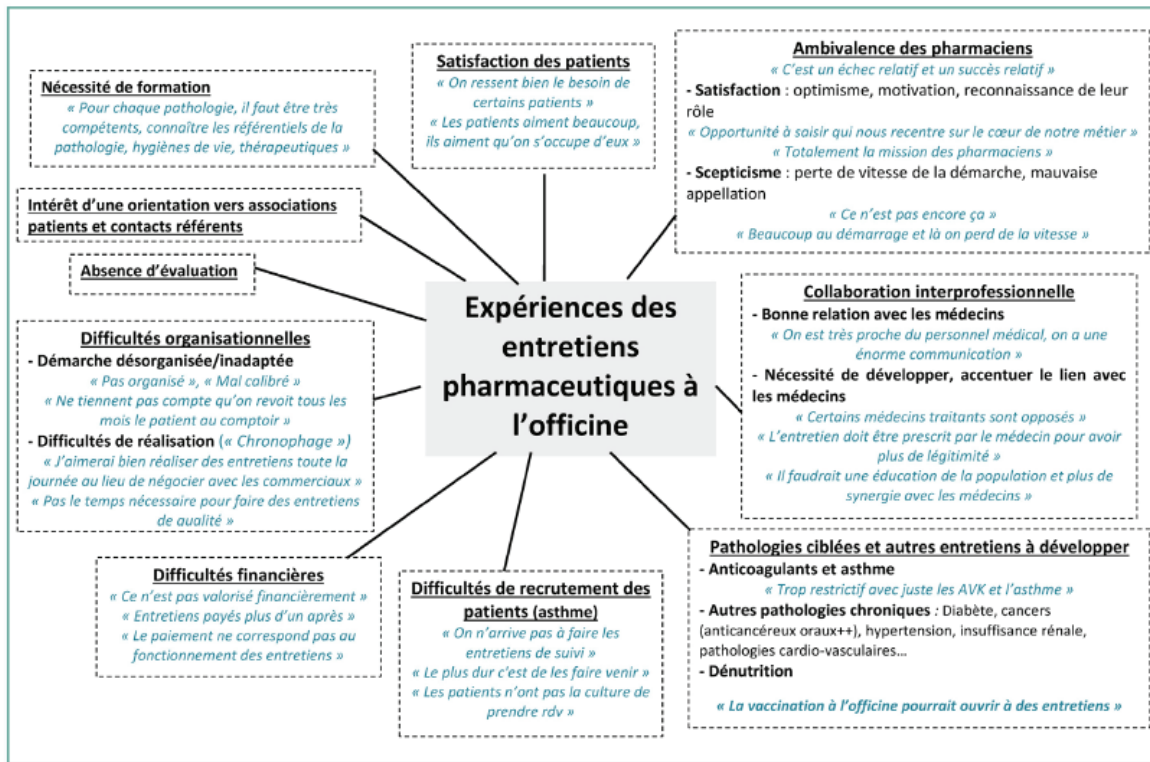 Nécessité de formation
« Pour chaque pathologie, il faut être très
compétents, connaître les référentiels de la
pathologie, hygiènes de vie, thérapeutiques »
Satisfaction des patients
« On ressent bien le besoin de
certains patients »
« Les patients aiment beaucoup,
ils aiment qu'on s'occupe d'eux »
Ambivalence des pharmaciens
« C'est un échec relatif et un succès relatif »
- Satisfaction : optimisme, motivation, reconnaissance de leur
rôle
« Opportunité à saisir qui nous recentre sur le cœur de notre métier »
« Totalement la mission des pharmaciens »
- Scepticisme : perte de vitesse de la démarche, mauvaise
appellation
« Ce n'est pas encore ça »
« Beaucoup au démarrage et là on perd de la vitesse »
Intérêt d'une orientation vers associations
patients et contacts référents
Absence d'évaluation
Expériences des
entretiens
pharmaceutiques à
l'officine
Collaboration interprofessionnelle
- Bonne relation avec les médecins
« On est très proche du personnel médical, on a une
énorme communication »
- Nécessité de développer, accentuer le lien avec
les médecins
« Certains médecins traitants sont opposés »
« L'entretien doit être prescrit par le médecin pour avoir
plus de légitimité »
« Il faudrait une éducation de la population et plus de
synergie avec les médecins »
Difficultés organisationnelles
- Démarche désorganisée/inadaptée
« Pas organisé », « Mal calibré »
« Ne tiennent pas compte qu'on revoit tous les
mois le patient au comptoir »
- Difficultés de réalisation (« Chronophage »)
« J'aimerai bien réaliser des entretiens toute la
journée au lieu de négocier avec les commerciaux »
« Pas le temps nécessaire pour faire des entretiens
de qualité »
Difficultés financières
« Ce n'est pas valorisé financièrement »
« Entretiens payés plus d'un après »
« Le paiement ne correspond pas au
fonctionnement des entretiens »
Difficultés de recrutement des
patients (asthme)
« On n'arrive pas à faire les
entretiens de suivi »
« Le plus dur c'est de les faire venir »
« Les patients n'ont pas la culture de
prendre rdv »
Pathologies ciblées et autres entretiens à développer
- Anticoagulants et asthme
« Trop restrictif avec juste les AVK et l'asthme »
- Autres pathologies chroniques : Diabète, cancers
(anticancéreux oraux++), hypertension, insuffisance rénale,
pathologies cardio-vasculaires…
- Dénutrition
« La vaccination à l'officine pourrait ouvrir à des entretiens »